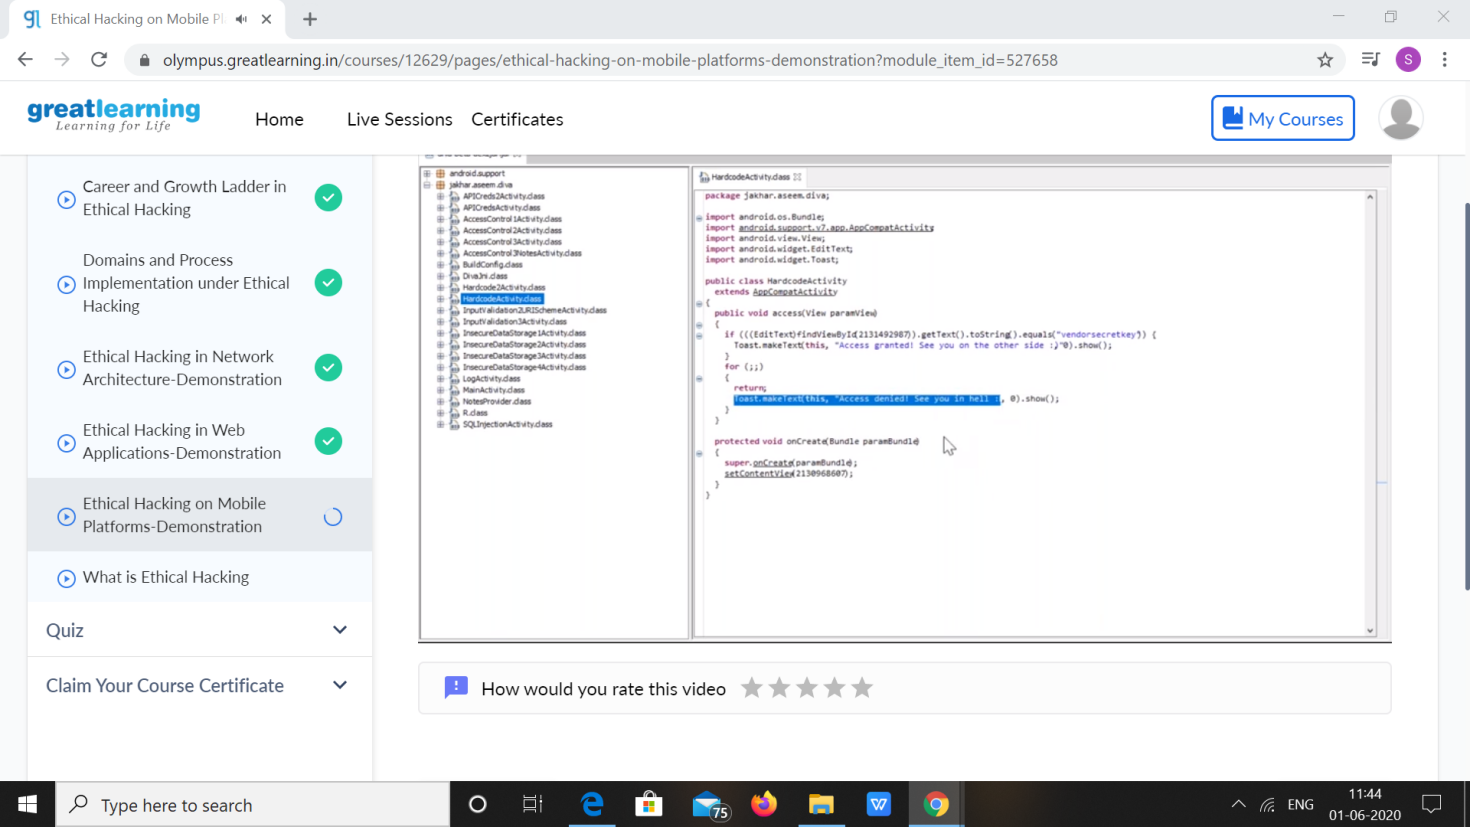 Ethical Hacking on Mobile Pl
olympus.greatlearning.in/courses/12629/pages/ethical-hacking-on-mobile-platforms-demonstration?module_item_id=527658
S
greatlearning
Learning for Life
Home
Live Sessions
Certificates
My Courses
Career and Growth Ladder in
Ethical Hacking
Domains and Process
Implementation under Ethical
Hacking
Ethical Hacking in Network
Architecture-Demonstration
Ethical Hacking in Web
Applications-Demonstration
Ethical Hacking on Mobile
Platforms-Demonstration
What is Ethical Hacking
Quiz
Claim Your Course Certificate
android.support
jakhar.aseem.diva
APICreds2Activity.class
APICredsActivity.class
AccessControl1Activity.class
AccessControl2Activity.class
AccessControl3Activity.class
AccessControl3NotesActivity.class
BuildConfig.class
DivaJni.class
Hardcode2Activity.class
HardcodeActivity.class
InputValidation2URISchemeActivity.class
InputValidation3Activity.class
InsecureDataStorage1Activity.class
InsecureDataStorage2Activity.class
InsecureDataStorage3Activity.class
InsecureDataStorage4Activity.class
LogActivity.class
MainActivity.class
NotesProvider.class
R.class
SQLInjectionActivity.class
HardcodeActivity.class
package jakhar.aseem.diva;
import android.os.Bundle;
import android.support.v7.app.AppCompatActivity
import android.view.View;
import android.widget.EditText;
import android.widget.Toast;
public class HardcodeActivity
extends AppCompatActivity
{
public void access(View paramView)
{
if (((EditText)findViewById(2131492987)).getText().toString().equals("vendorsecretkey")) {
Toast.makeText(this, "Access granted! See you on the other side :)"0).show();
}
for (;;)
{
return;
Toast.makeText(this, "Access denied! See you in hell :, 0).show();
}
}
protected void onCreate(Bundle paramBundle)
{
super.onCreate(paramBundle);
setContentView(2130968607);
}
}
How would you rate this video
Type here to search
75
ENG
11:44
01-06-2020